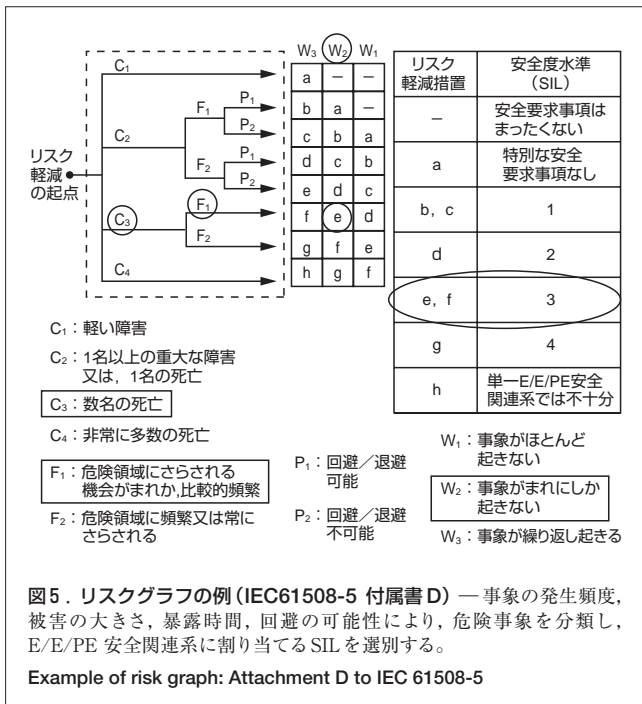 W₃ W₂ W₁
C₁
a － －
F₁ P₁
b a －
P₂
c b a
C₂
F₂ P₁
d c b
P₂
e d c
リスク
軽減
の起点
F₁
f e d
C₃
F₂
g f e
C₄
h g f
リスク
軽減措置
安全度水準
（SIL）
－
安全要求事項は
まったくない
a
特別な安全
要求事項なし
b，c 1
d 2
e，f 3
g 4
h
単一E/E/PE安全
関連系では不十分
C₁：軽い障害
C₂：1名以上の重大な障害
又は，1名の死亡
C₃：数名の死亡
C₄：非常に多数の死亡
F₁：危険領域にさらされる
機会がまれか,比較的頻繁
F₂：危険領域に頻繁又は常に
さらされる
P₁：回避／退避
可能
P₂：回避／退避
不可能
W₁：事象がほとんど
起きない
W₂：事象がまれにしか
起きない
W₃：事象が繰り返し起きる
図5．リスクグラフの例（IEC61508-5 付属書D）―事象の発生頻度，
被害の大きさ，暴露時間，回避の可能性により，危険事象を分類し，
E/E/PE 安全関連系に割り当てるSILを選別する。
Example of risk graph: Attachment D to IEC 61508-5